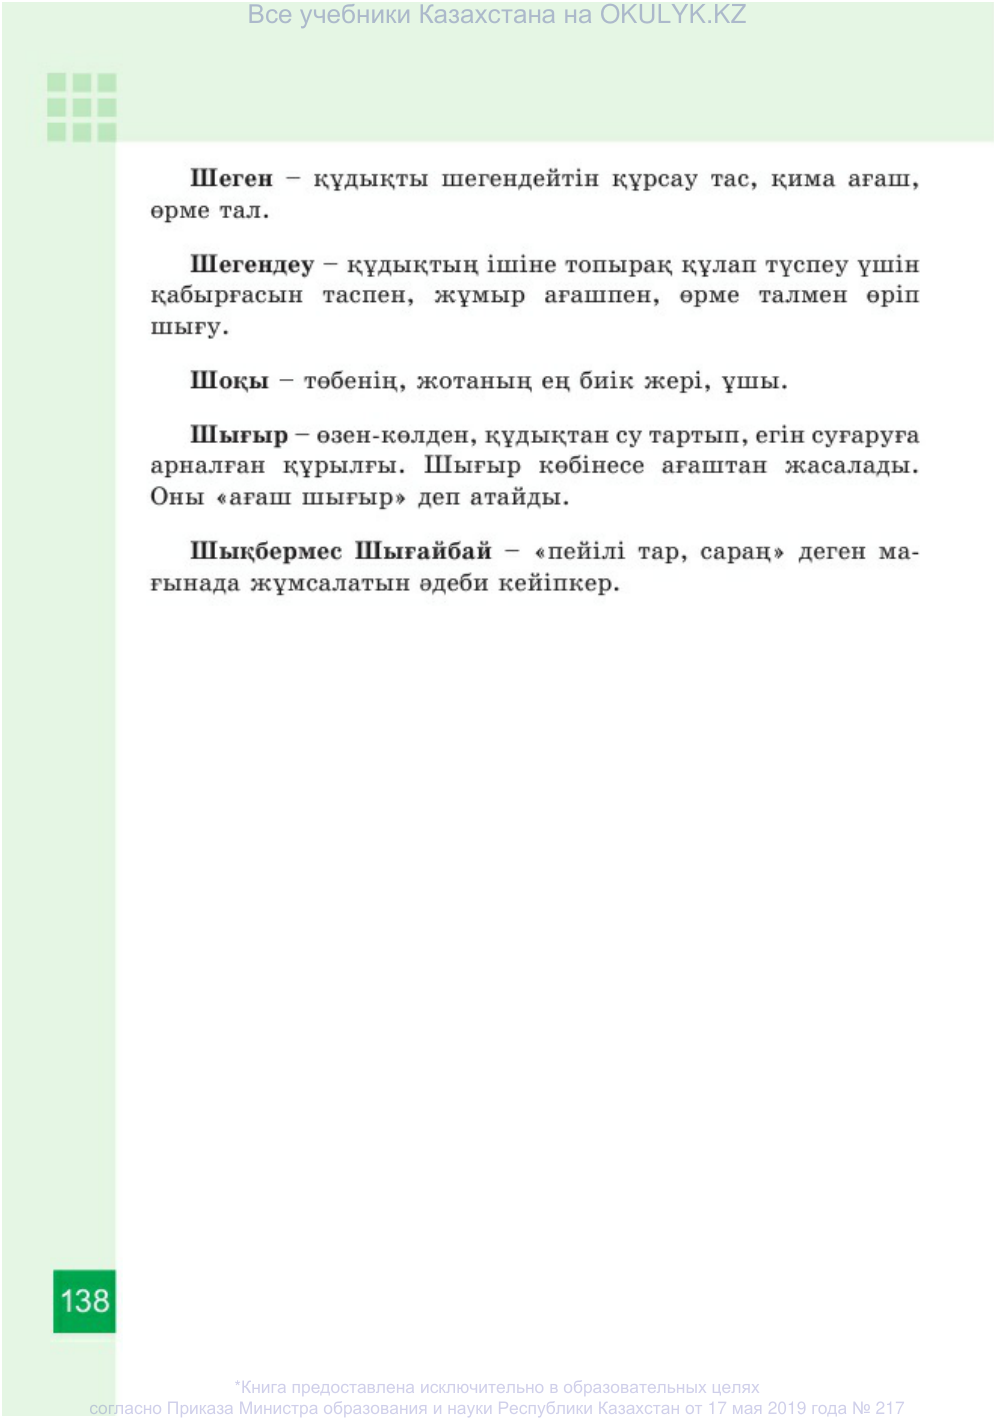 Все учебники Казахстана на OKULYK.KZ
Шеген – құдықты шегендейтін құрсау тас, қима ағаш,
өрме тал.
Шегендеу – құдықтың ішіне топырақ құлап түспеу үшін
қабырғасын таспен, жұмыр ағашпен, өрме талмен өріп
шығу.
Шоқы – төбенің, жотаның ең биік жері, ұшы.
Шығыр – өзен-көлден, құдықтан су тартып, егін суғаруға
арналған құрылғы. Шығыр көбінесе ағаштан жасалады.
Оны «ағаш шығыр» деп атайды.
Шықбермес Шығайбай – «пейілі тар, сараң» деген ма-
ғынада жұмсалатын әдеби кейіпкер.
138
*Книга предоставлена исключительно в образовательных целях
согласно Приказа Министра образования и науки Республики Казахстан от 17 мая 2019 года № 217